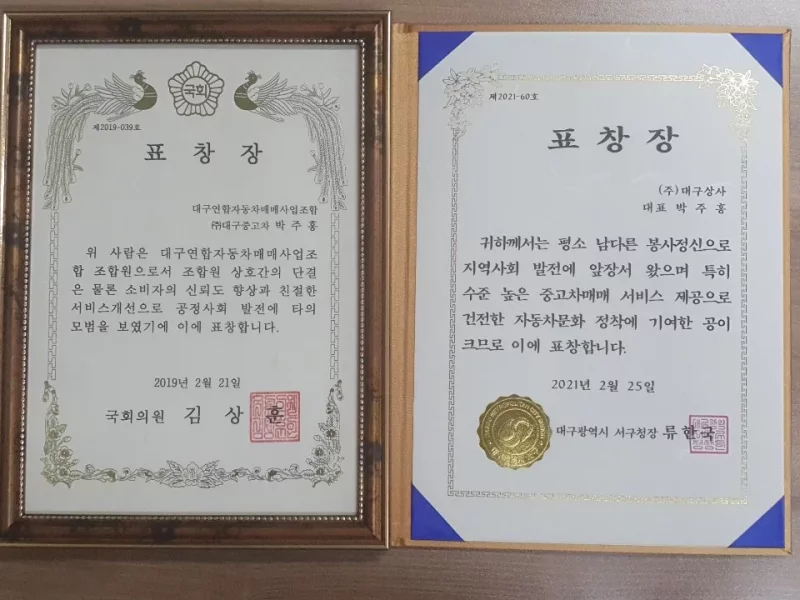 국회
제2019-039호
표 창 장
대구연합자동차매매사업조합
㈜대구중고차 박 주 홍
위 사람은 대구연합자동차매매사업조
합 조합원으로서 조합원 상호간의 단결
은 물론 소비자의 신뢰도 향상과 친절한
서비스개선으로 공정사회 발전에 타의
모범을 보였기에 이에 표창합니다.
2019년 2월 21일
국회의원 김 상 훈
제2021-60호
표 창 장
(주)대구상사
대표 박 주 홍
귀하께서는 평소 남다른 봉사정신으로
지역사회 발전에 앞장서 왔으며 특히
수준 높은 중고차매매 서비스 제공으로
건전한 자동차문화 정착에 기여한 공이
크므로 이에 표창합니다.
2021년 2월 25일
대구광역시 서구청장 류한국